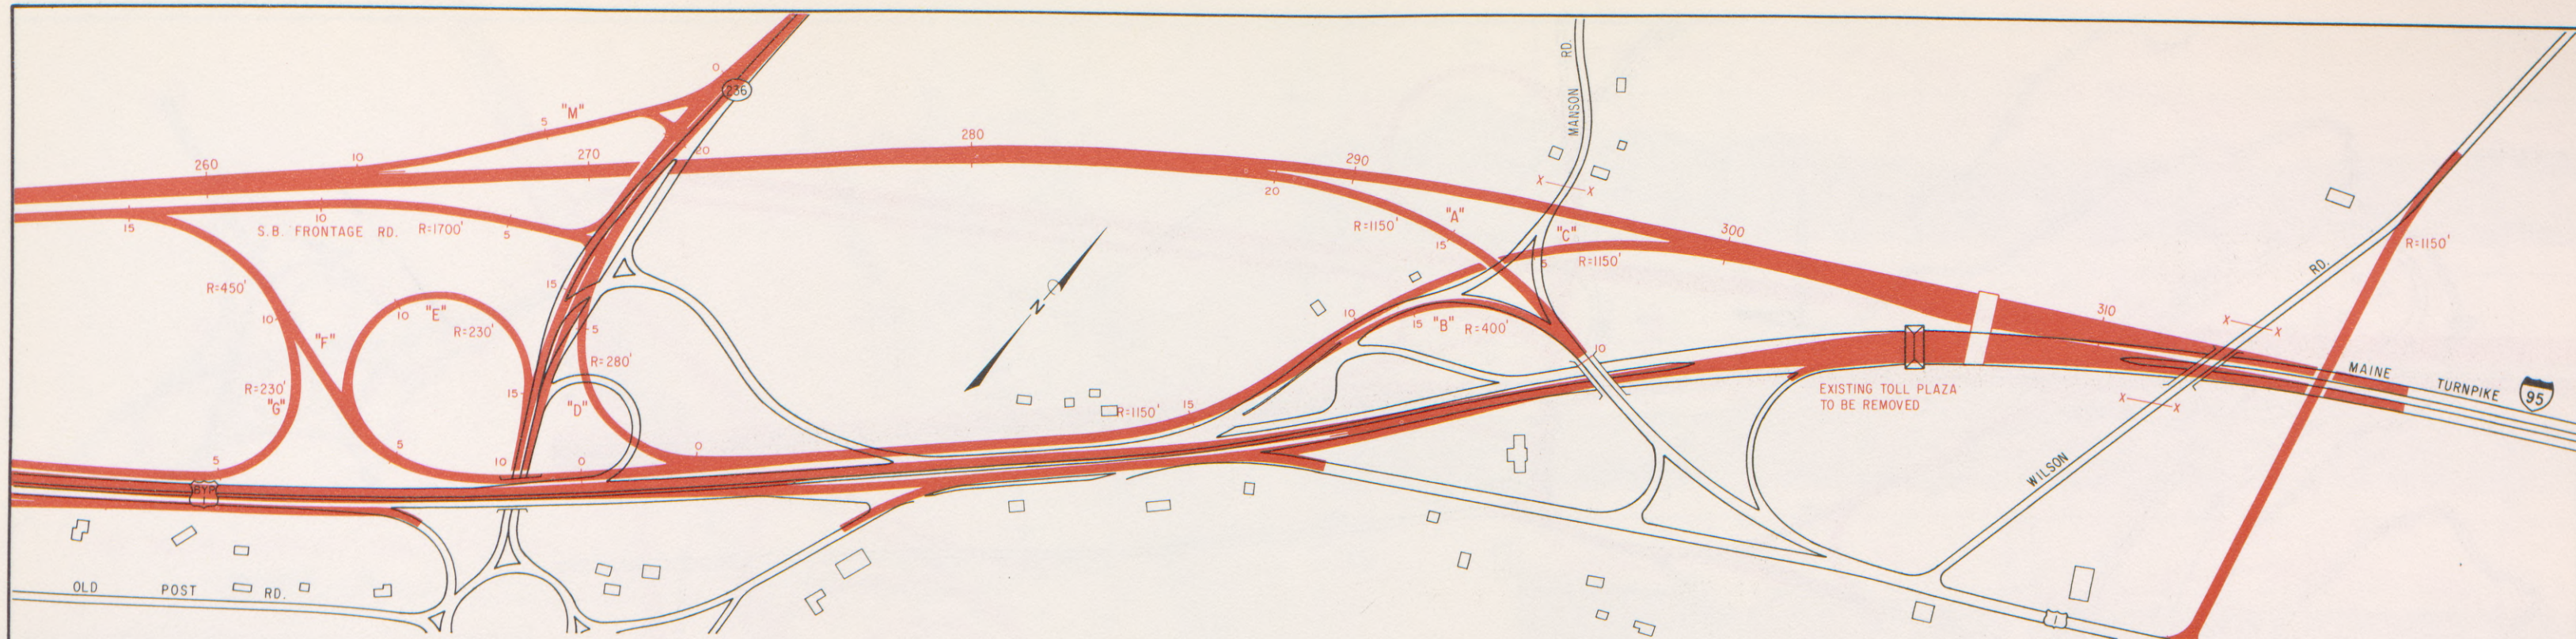 0
236
"M"
5
10
260
270
20
280
290
20
MANSON RD.
X X
"A"
R=1150'
15
"C"
5
R=1150'
300
310
R=1150'
RD.
WILSON
X X
X X
MAINE TURNPIKE
95
15
10
S.B. FRONTAGE RD. R=1700'
5
R=450'
10
"F"
10
"E"
R=230'
15
5
R=280'
N
R=230'
"G"
15
"D"
R=1150'
15
10
15
"B" R=400'
10
EXISTING TOLL PLAZA
TO BE REMOVED
5
5
10
0
0
BYP
1
OLD POST RD.
1